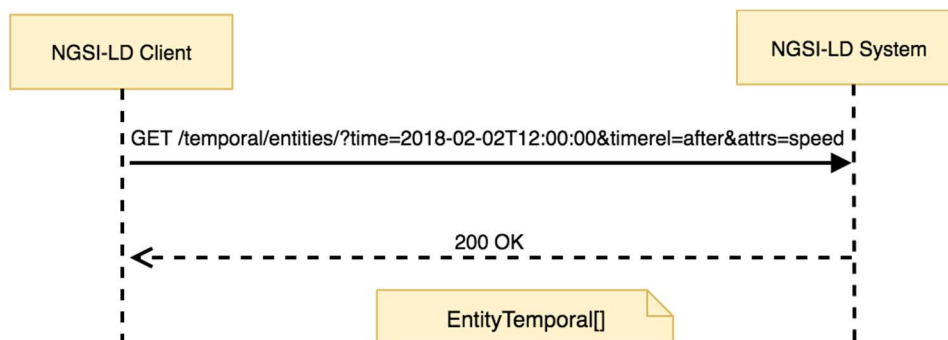 NGSI-LD Client
NGSI-LD System
GET /temporal/entities/?time=2018-02-02T12:00:00&timerel=after&attrs=speed
200 OK
EntityTemporal[]